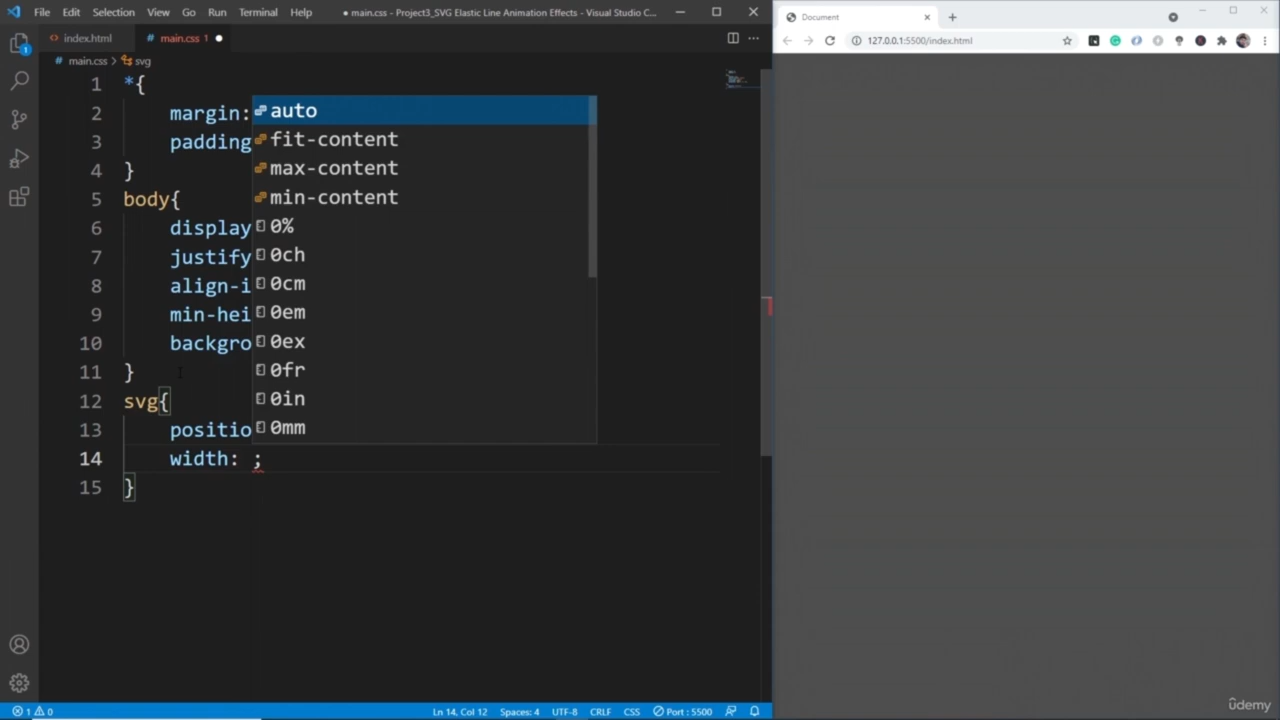 File Edit Selection View Go Run Terminal Help ● main.css - Project3_SVG Elastic Line Animation Effects - Visual Studio C...
index.html
main.css 1 ●
# main.css > svg
1 *{
2 margin:
3 padding
4 }
5 body{
6 display
7 justify
8 align-i
9 min-hei
10 backgro
11 }
12 svg{
13 positio
14 width: ;
15 }
auto
fit-content
max-content
min-content
0%
0ch
0cm
0em
0ex
0fr
0in
0mm
1
1 0
Ln 14, Col 12 Spaces: 4 UTF-8 CRLF CSS Port : 5500
Document
127.0.0.1:5500/index.html
ûdemy